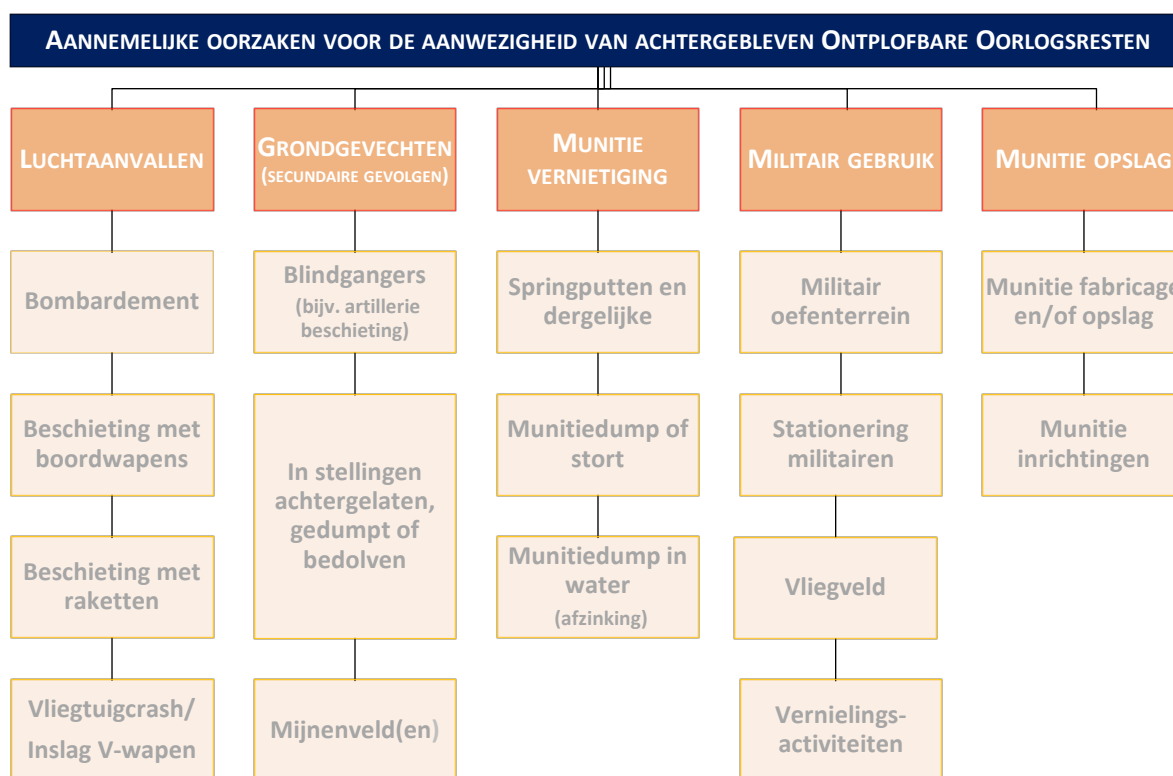 AANNEMELIJKE OORZAKEN VOOR DE AANWEZIGHEID VAN ACHTERGEBLEVEN ONTPLOFBARE OORLOGSRESTEN
LUCHTAANVALLEN
Bombardement
Beschieting met
boordwapens
Beschieting met
raketten
Vliegtuigcrash/
Inslag V-wapen
GRONDGEVECHTEN
(SECUNDAIRE GEVOLGEN)
Blindgangers
(bijv. artillerie
beschieting)
In stellingen
achtergelaten,
gedumpt of
bedolven
Mijnenveld(en)
MUNITIE
VERNIETIGING
Springputten en
dergelijke
Munitiedump of
stort
Munitiedump in
water
(afzinking)
MILITAIR GEBRUIK
Militair
oefenterrein
Stationering
militairen
Vliegveld
Vernielings-
activiteiten
MUNITIE OPSLAG
Munitie fabricage
en/of opslag
Munitie
inrichtingen